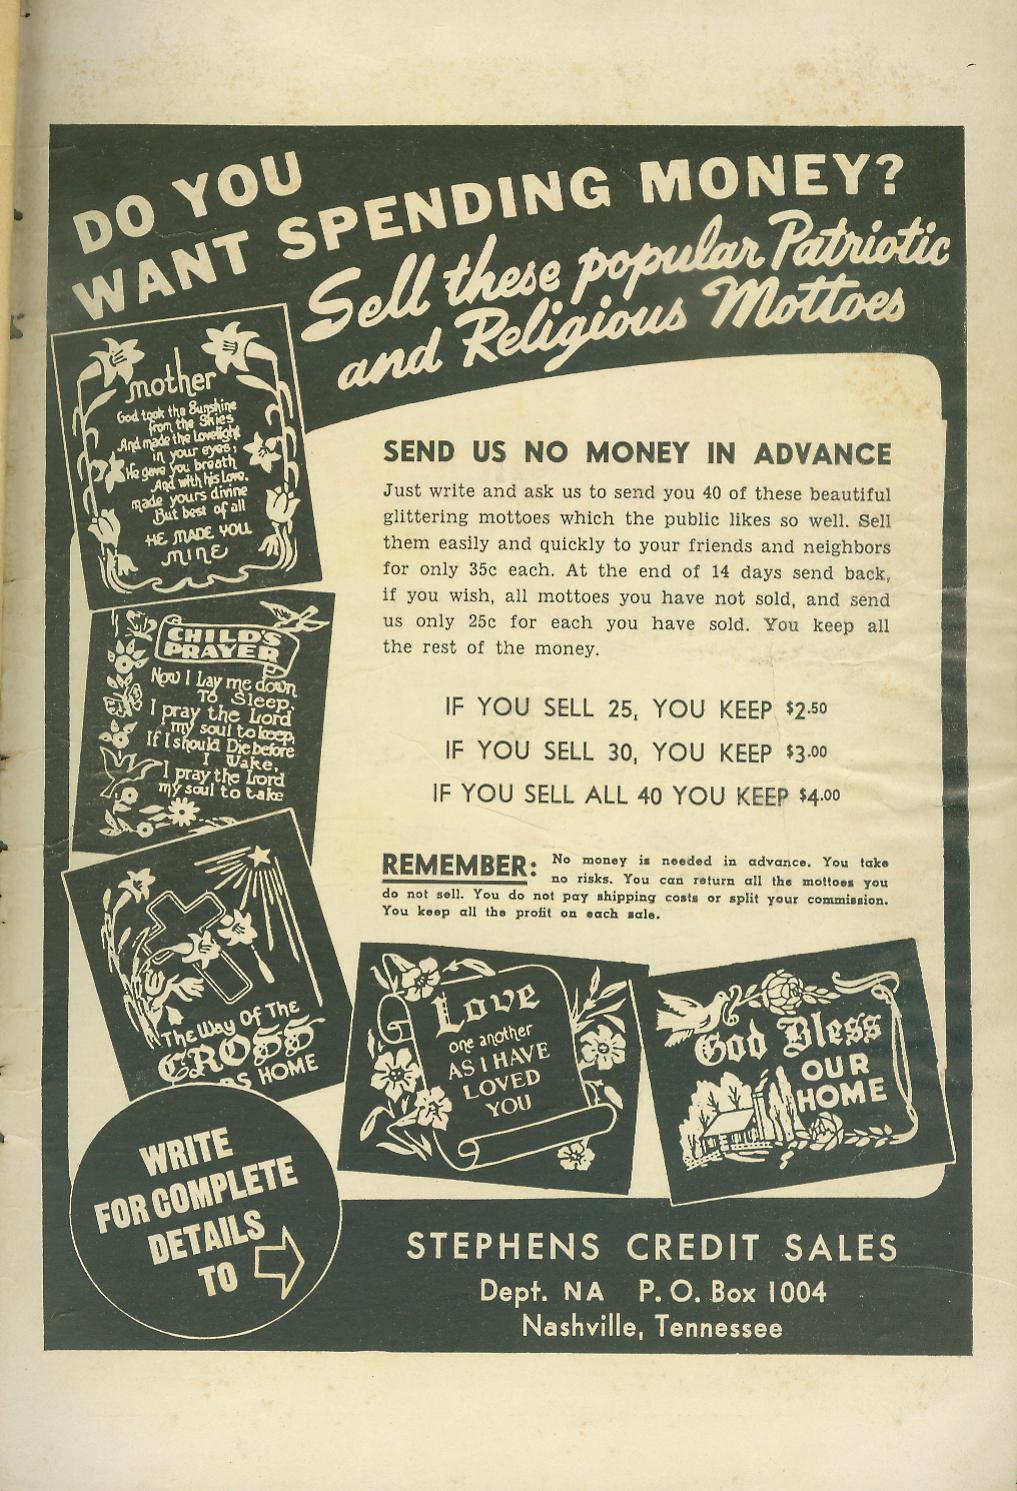 DO YOU
WANT SPENDING MONEY?
Sell these popular Patriotic
and Religious Mottoes
mother
God took the Sunshine
from the Skies
And made the Lovelight
in your eyes;
He gave you breath
And with his Love,
made yours divine
But best of all
HE MADE YOU
MINE
CHILD'S
PRAYER
Now I Lay me down
To Sleep,
I pray the Lord
my soul to keep,
If I should Die before
I Wake,
I pray the Lord
my soul to take
The Way Of The
CROSS
HOME
SEND US NO MONEY IN ADVANCE
Just write and ask us to send you 40 of these beautiful
glittering mottoes which the public likes so well. Sell
them easily and quickly to your friends and neighbors
for only 35c each. At the end of 14 days send back,
if you wish, all mottoes you have not sold, and send
us only 25c for each you have sold. You keep all
the rest of the money.
IF YOU SELL 25, YOU KEEP $2.50
IF YOU SELL 30, YOU KEEP $3.00
IF YOU SELL ALL 40 YOU KEEP $4.00
REMEMBER: No money is needed in advance. You take
no risks. You can return all the mottoes you
do not sell. You do not pay shipping costs or split your commission.
You keep all the profit on each sale.
Love
one another
AS I HAVE
LOVED
YOU
God Bless
OUR
HOME
WRITE
FOR COMPLETE
DETAILS
TO
STEPHENS CREDIT SALES
Dept. NA P. O. Box 1004
Nashville, Tennessee